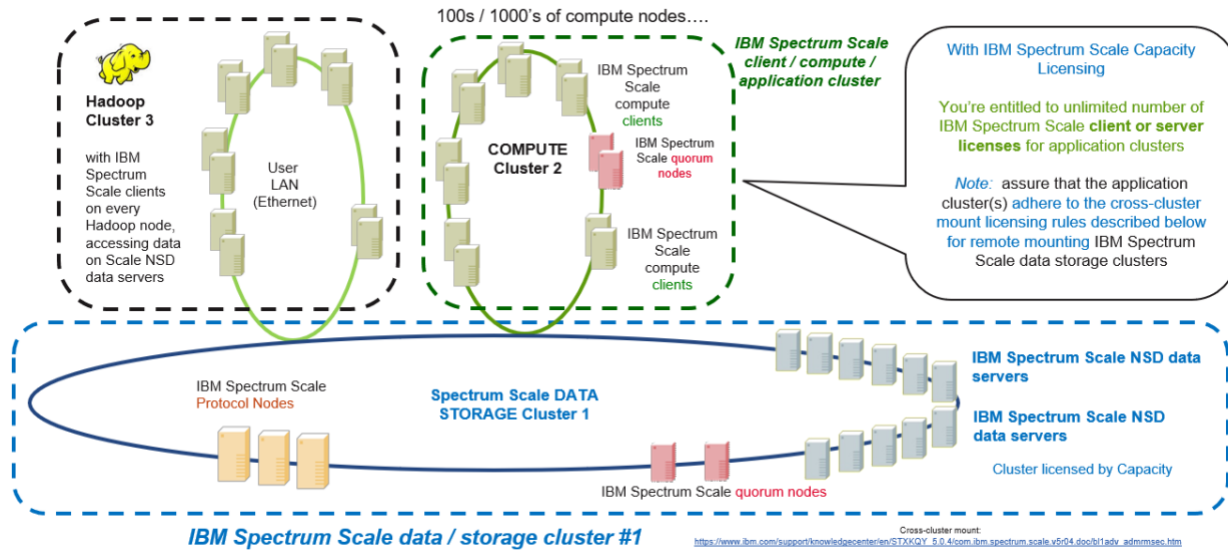 100s / 1000's of compute nodes….
Hadoop
Cluster 3
with IBM
Spectrum
Scale clients
on every
Hadoop node,
accessing data
on Scale NSD
data servers
User
LAN
(Ethernet)
IBM Spectrum
Scale
compute
clients
COMPUTE
Cluster 2
IBM Spectrum
Scale quorum
nodes
IBM Spectrum
Scale
compute
clients
IBM Spectrum Scale
client / compute /
application cluster
With IBM Spectrum Scale Capacity
Licensing
You're entitled to unlimited number of
IBM Spectrum Scale client or server
licenses for application clusters
Note: assure that the application
cluster(s) adhere to the cross-cluster
mount licensing rules described below
for remote mounting IBM Spectrum
Scale data storage clusters
IBM Spectrum Scale
Protocol Nodes
Spectrum Scale DATA
STORAGE Cluster 1
IBM Spectrum Scale NSD data
servers
IBM Spectrum Scale NSD
data servers
Cluster licensed by Capacity
IBM Spectrum Scale quorum nodes
IBM Spectrum Scale data / storage cluster #1
Cross-cluster mount:
https://www.ibm.com/support/knowledgecenter/en/STXKQY_5.0.4/com.ibm.spectrum.scale.v5r04.doc/bl1adv_admrmsec.htm